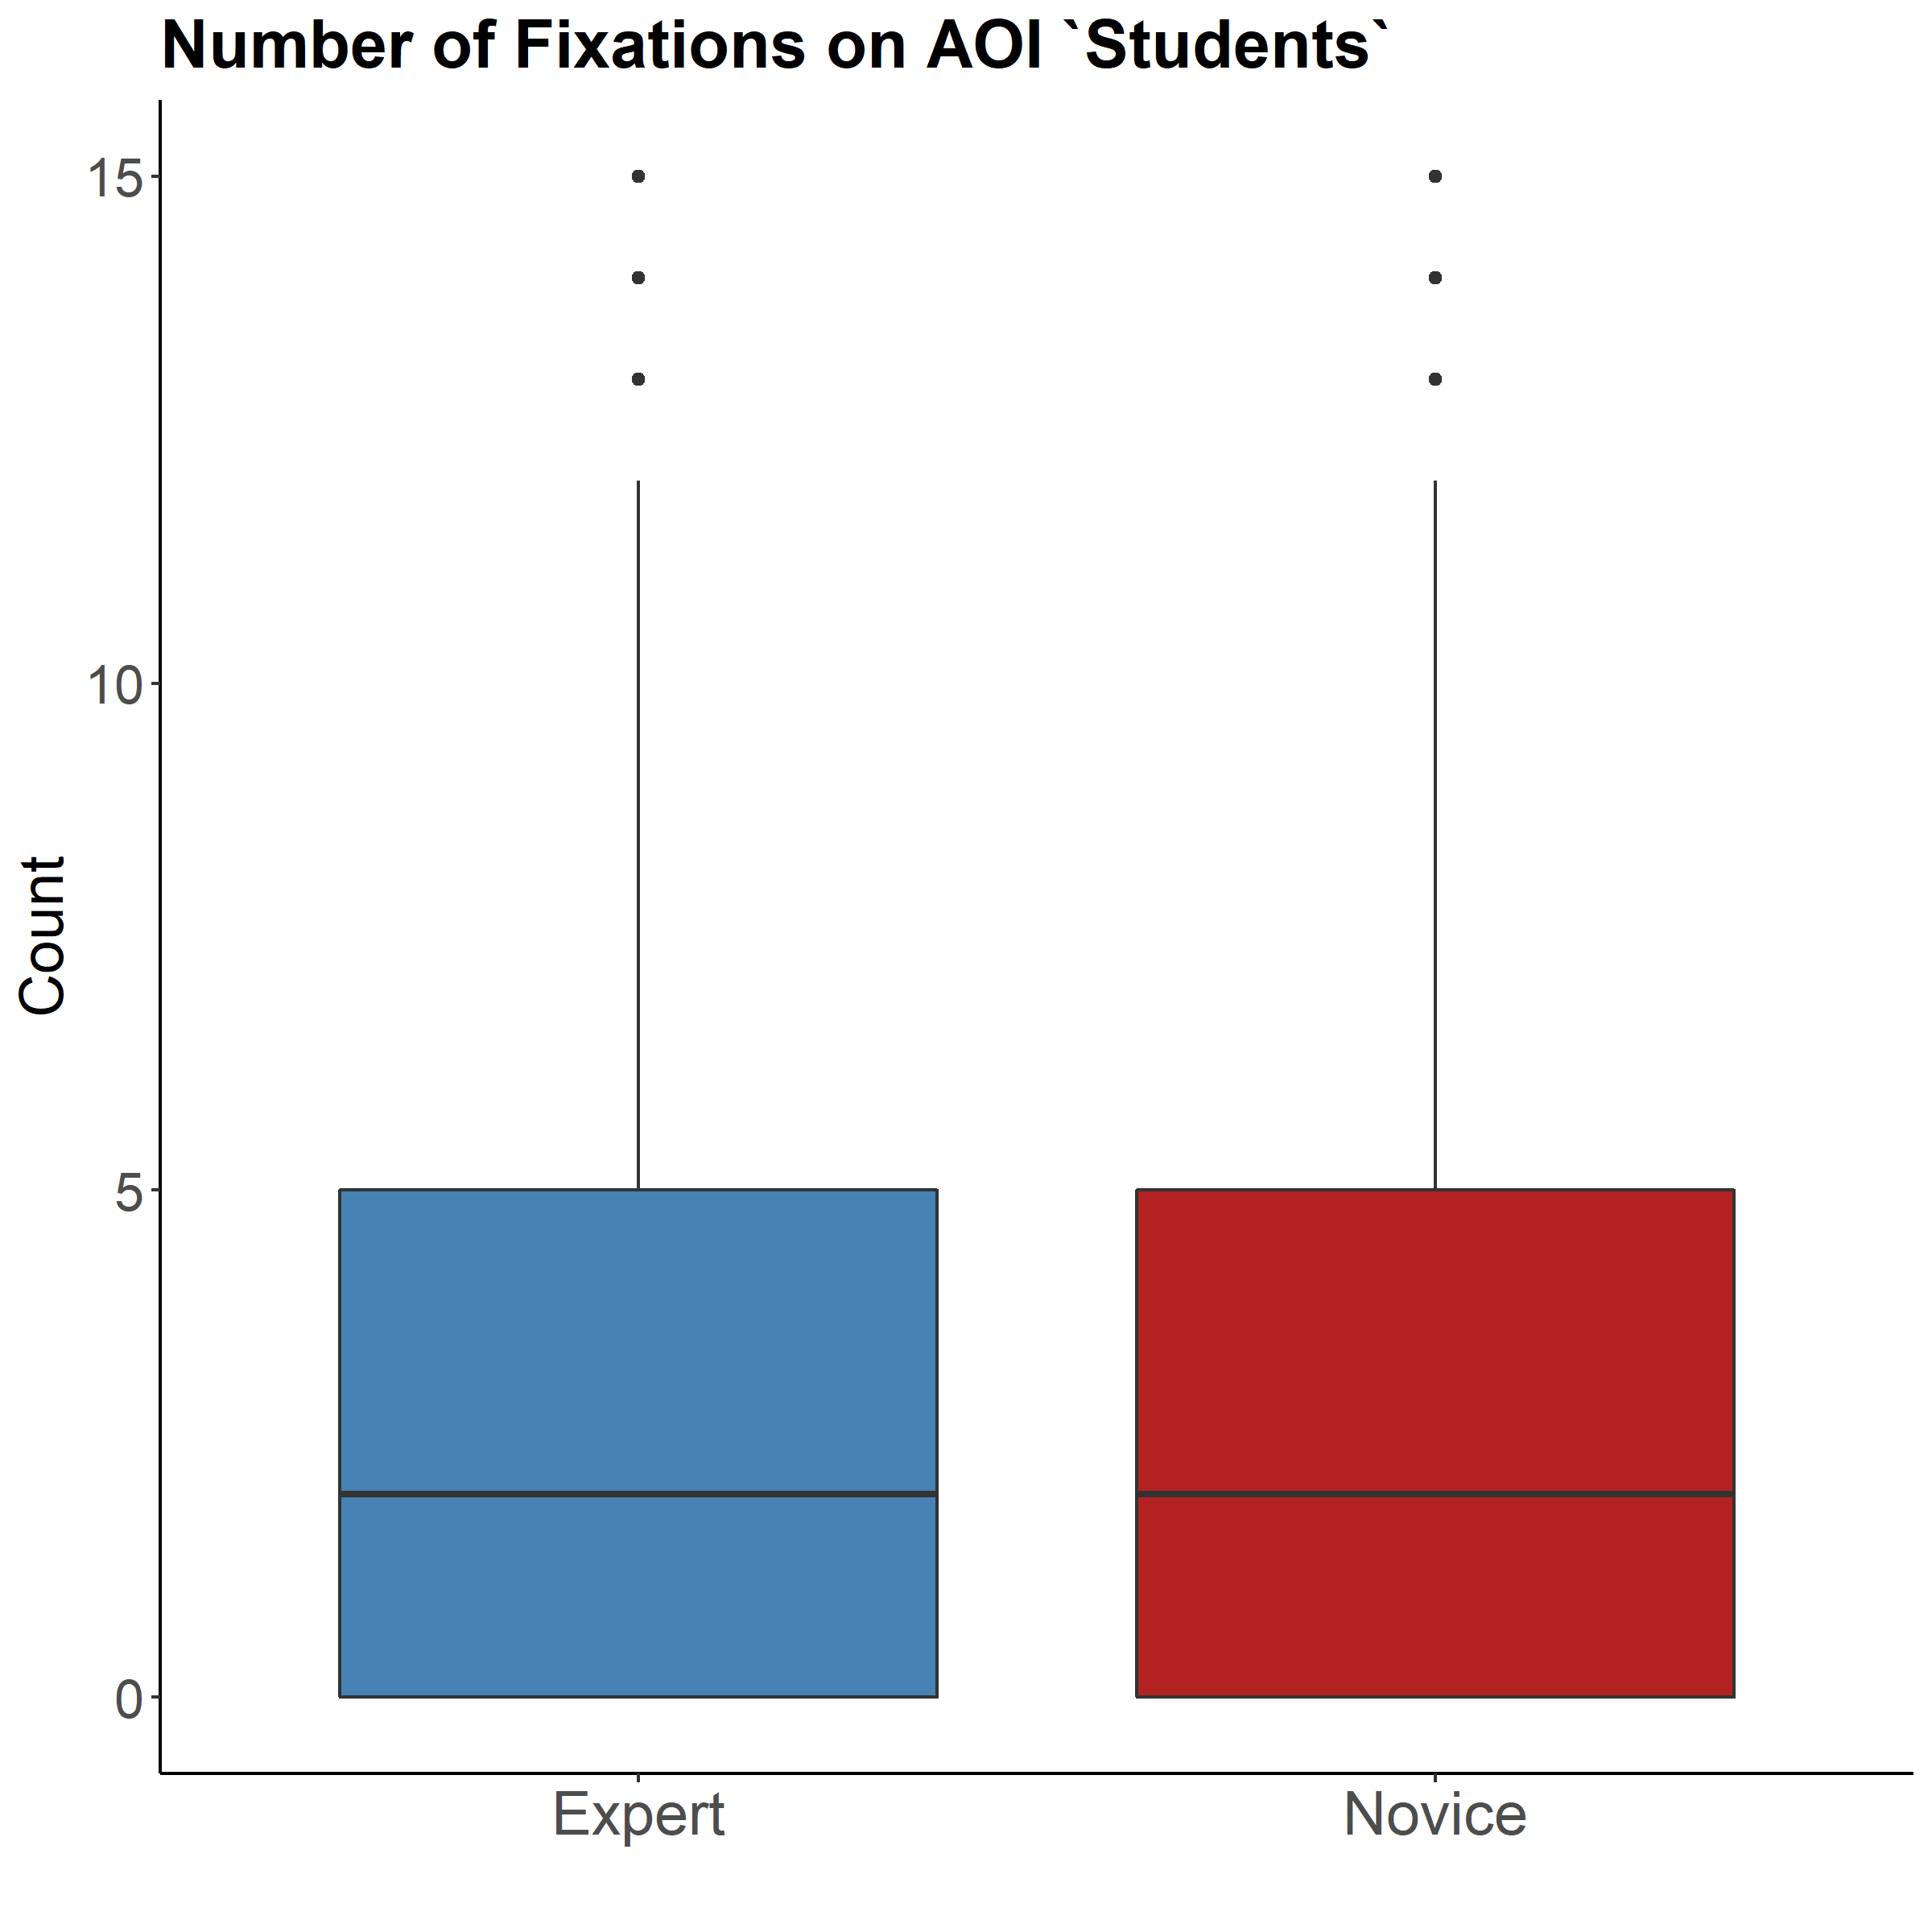 Number of Fixations on AOI `Students`
15
10
5
0
Count
Expert
Novice